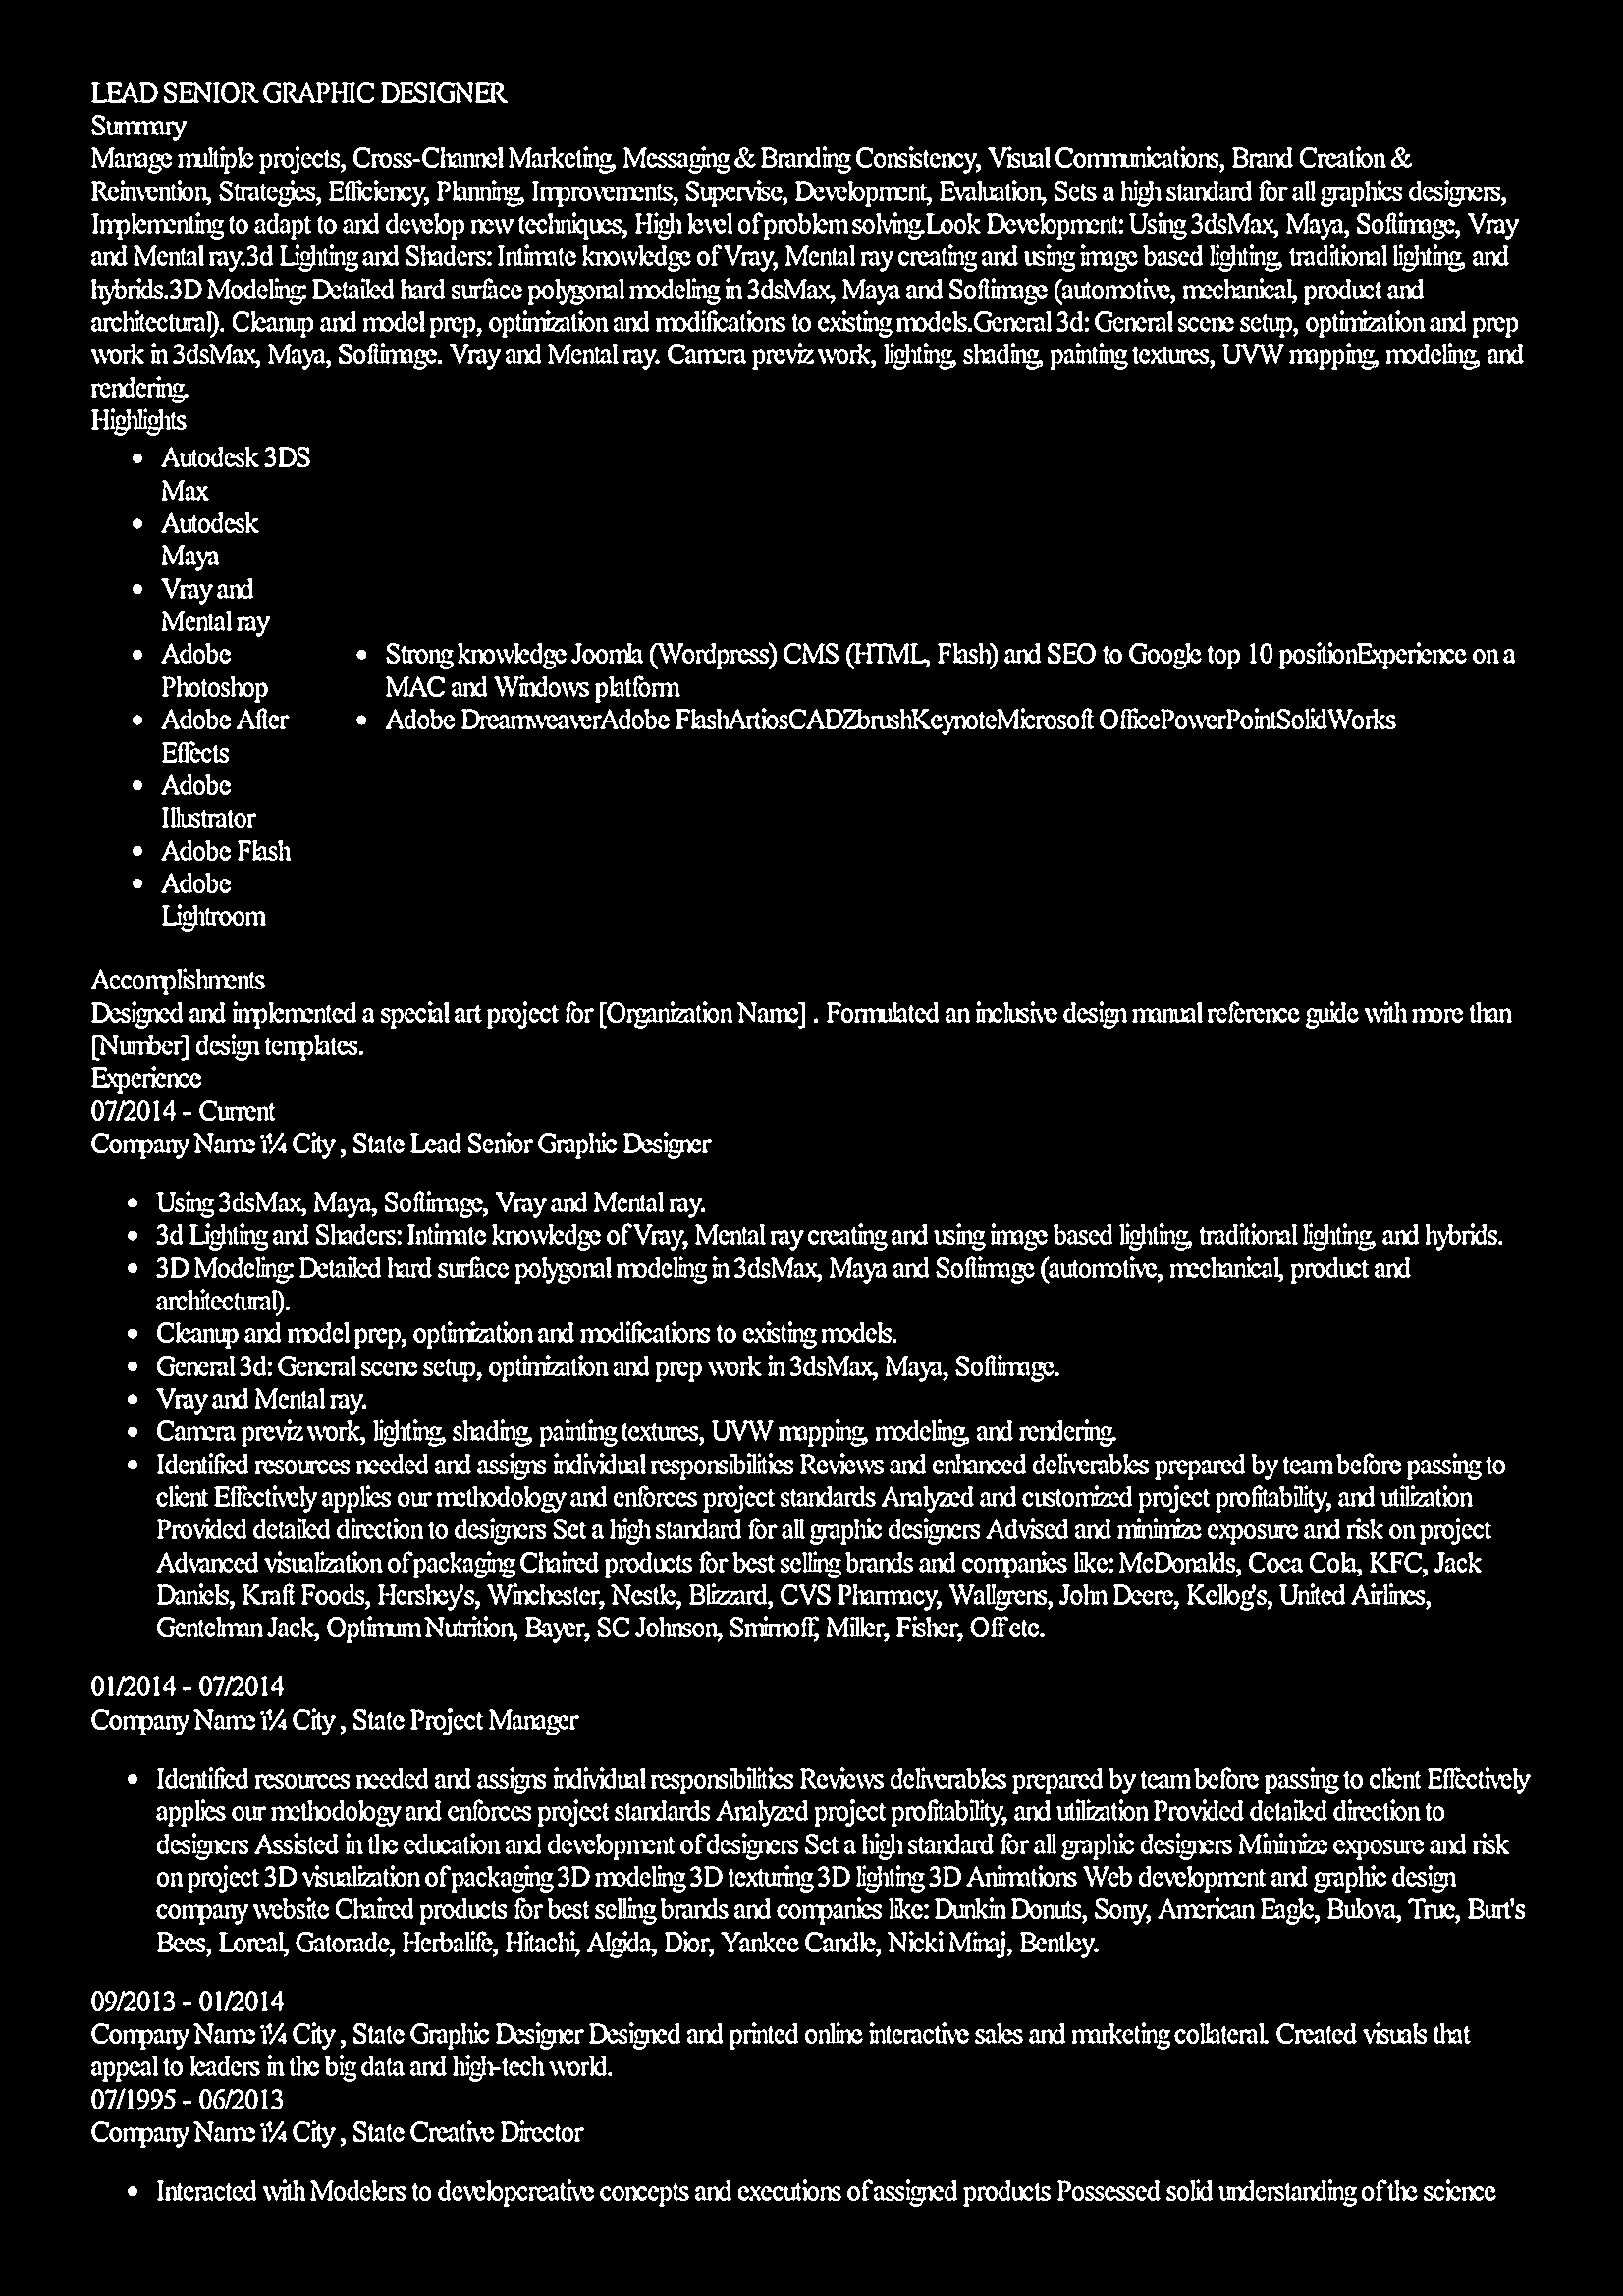 LEAD SENIOR GRAPHIC DESIGNER
Summary
Manage multiple projects, Cross-Channel Marketing, Messaging & Branding Consistency, Visual Communications, Brand Creation &
Reinvention, Strategies, Efficiency, Planning, Improvements, Supervise, Development, Evaluation, Sets a high standard for all graphics designers,
Implementing to adapt to and develop new techniques, High level of problem solving.Look Development: Using 3dsMax, Maya, Softimage, Vray
and Mental ray.3d Lighting and Shaders: Intimate knowledge of Vray, Mental ray creating and using image based lighting, traditional lighting, and
hybrids.3D Modeling: Detailed hard surface polygonal modeling in 3dsMax, Maya and Softimage (automotive, mechanical, product and
architectural). Cleanup and model prep, optimization and modifications to existing models.General 3d: General scene setup, optimization and prep
work in 3dsMax, Maya, Softimage. Vray and Mental ray. Camera previz work, lighting, shading, painting textures, UVW mapping, modeling, and
rendering.
Highlights
• Autodesk 3DS
Max
• Autodesk
Maya
• Vray and
Mental ray
• Adobe
Photoshop
• Adobe After
Effects
• Adobe
Illustrator
• Adobe Flash
• Adobe
Lightroom
• Strong knowledge Joomla (Wordpress) CMS (HTML, Flash) and SEO to Google top 10 positionExperience on a
MAC and Windows platform
• Adobe DreamweaverAdobe FlashArtiosCADZbrushKeynoteMicrosoft OfficePowerPointSolidWorks
Accomplishments
Designed and implemented a special art project for [Organization Name] . Formulated an inclusive design manual reference guide with more than
[Number] design templates.
Experience
07/2014 - Current
Company Name ï¼ City , State Lead Senior Graphic Designer
• Using 3dsMax, Maya, Softimage, Vray and Mental ray.
• 3d Lighting and Shaders: Intimate knowledge of Vray, Mental ray creating and using image based lighting, traditional lighting, and hybrids.
• 3D Modeling: Detailed hard surface polygonal modeling in 3dsMax, Maya and Softimage (automotive, mechanical, product and
architectural).
• Cleanup and model prep, optimization and modifications to existing models.
• General 3d: General scene setup, optimization and prep work in 3dsMax, Maya, Softimage.
• Vray and Mental ray.
• Camera previz work, lighting, shading, painting textures, UVW mapping, modeling, and rendering.
• Identified resources needed and assigns individual responsibilities Reviews and enhanced deliverables prepared by team before passing to
client Effectively applies our methodology and enforces project standards Analyzed and customized project profitability, and utilization
Provided detailed direction to designers Set a high standard for all graphic designers Advised and minimize exposure and risk on project
Advanced visualization of packaging Chaired products for best selling brands and companies like: McDonalds, Coca Cola, KFC, Jack
Daniels, Kraft Foods, Hershey's, Winchester, Nestle, Blizzard, CVS Pharmacy, Wallgrens, John Deere, Kellog's, United Airlines,
Gentelman Jack, Optimum Nutrition, Bayer, SC Johnson, Smirnoff, Miller, Fisher, Off etc.
01/2014 - 07/2014
Company Name ï¼ City , State Project Manager
• Identified resources needed and assigns individual responsibilities Reviews deliverables prepared by team before passing to client Effectively
applies our methodology and enforces project standards Analyzed project profitability, and utilization Provided detailed direction to
designers Assisted in the education and development of designers Set a high standard for all graphic designers Minimize exposure and risk
on project 3D visualization of packaging 3D modeling 3D texturing 3D lighting 3D Animations Web development and graphic design
company website Chaired products for best selling brands and companies like: Dunkin Donuts, Sony, American Eagle, Bulova, True, Burt's
Bees, Loreal, Gatorade, Herbalife, Hitachi, Algida, Dior, Yankee Candle, Nicki Minaj, Bentley.
09/2013 - 01/2014
Company Name ï¼ City , State Graphic Designer Designed and printed online interactive sales and marketing collateral. Created visuals that
appeal to leaders in the big data and high-tech world.
07/1995 - 06/2013
Company Name ï¼ City , State Creative Director
• Interacted with Modelers to developcreative concepts and executions of assigned products Possessed solid understanding of the science